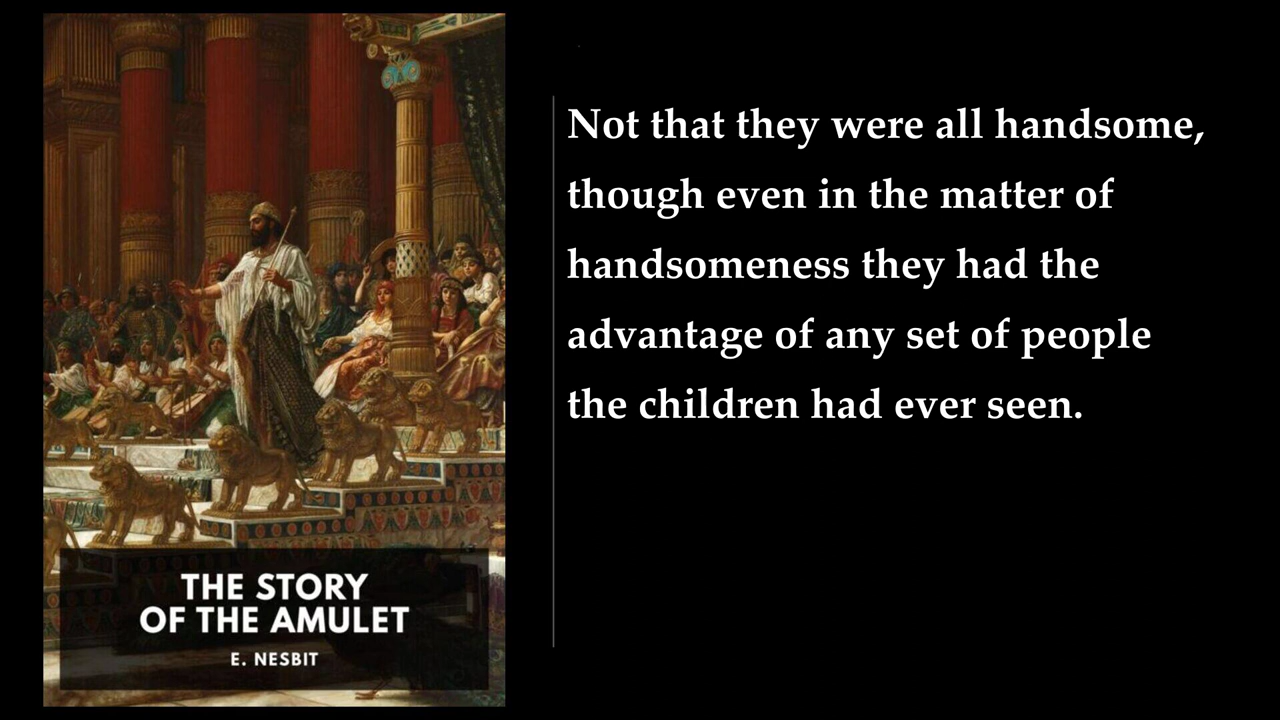 THE STORY
OF THE AMULET
E. NESBIT
Not that they were all handsome,
though even in the matter of
handsomeness they had the
advantage of any set of people
the children had ever seen.